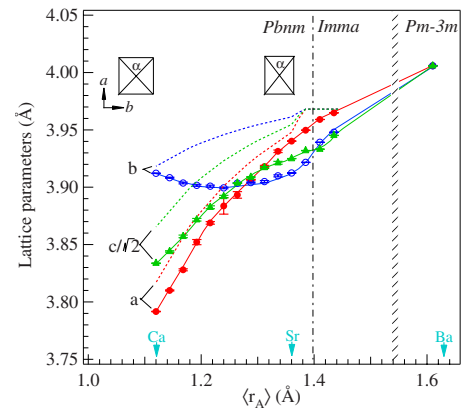 Pbnm Imma Pm-3m
4.05
4.00
3.95
3.90
3.85
3.80
3.75
Lattice parameters (Å)
α α
a
b
b
c/√2
a
Ca Sr Ba
1.0 1.2 1.4 1.6
⟨r_A⟩ (Å)